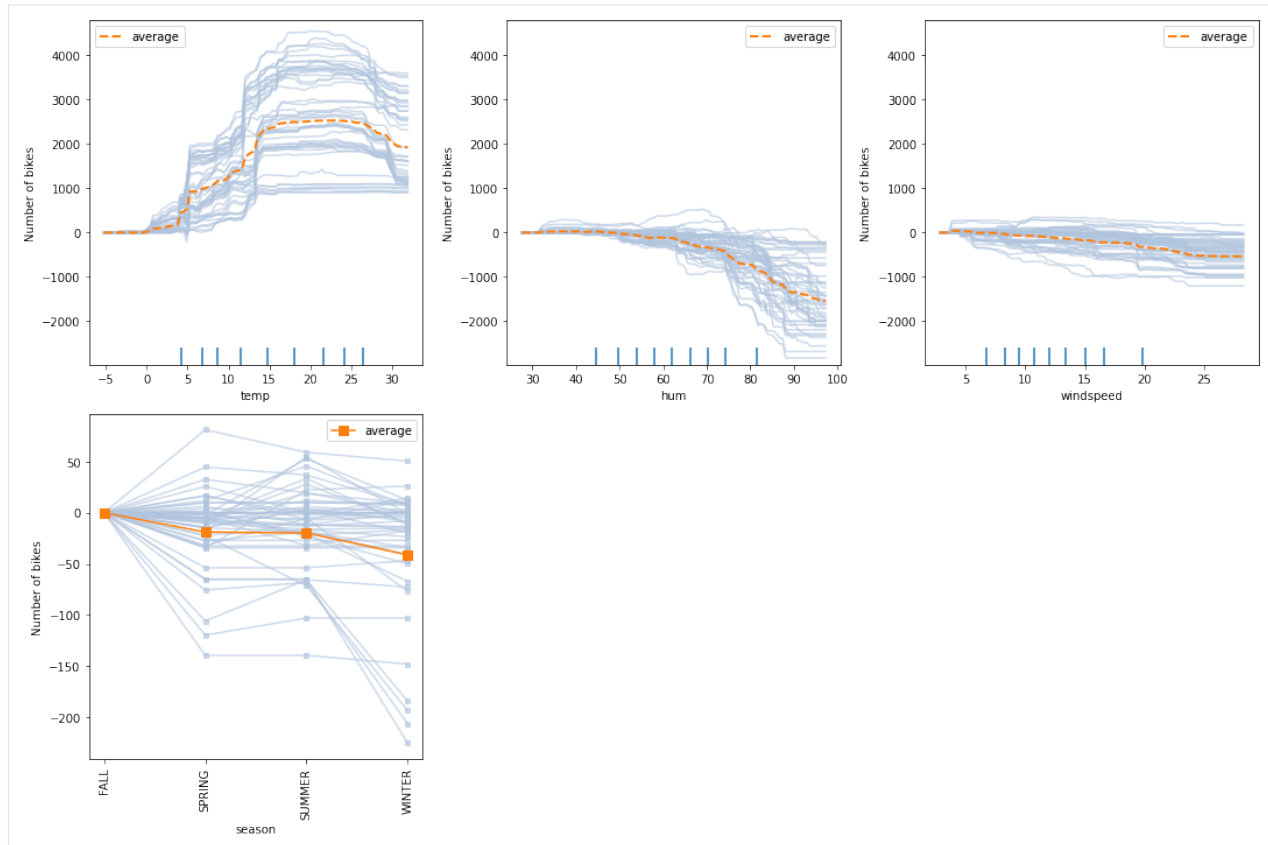 average
Number of bikes
4000
3000
2000
1000
0
−1000
−2000
−5 0 5 10 15 20 25 30
temp
average
Number of bikes
4000
3000
2000
1000
0
−1000
−2000
30 40 50 60 70 80 90 100
hum
average
Number of bikes
4000
3000
2000
1000
0
−1000
−2000
5 10 15 20 25
windspeed
average
Number of bikes
50
0
−50
−100
−150
−200
FALL SPRING SUMMER WINTER
season